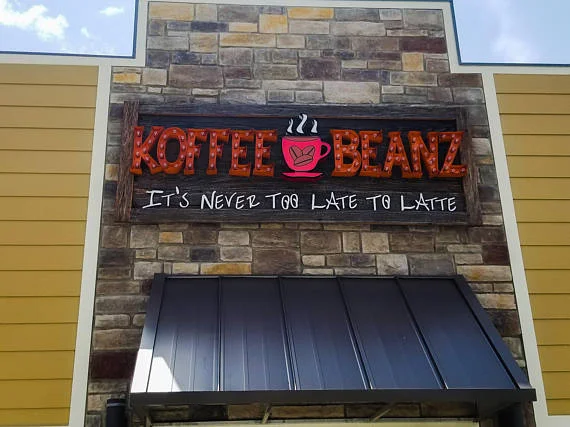 KOFFEE BEANZ
IT'S NEVER TOO LATE TO LATTE